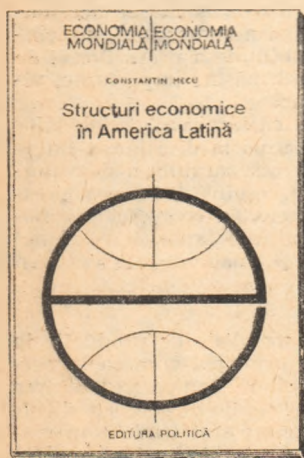 ECONOMIA ECONOMIA
MONDIALĂ MONDIALĂ
CONSTANTIN MECU
Structuri economice
în America Latină
EDITURA POLITICĂ